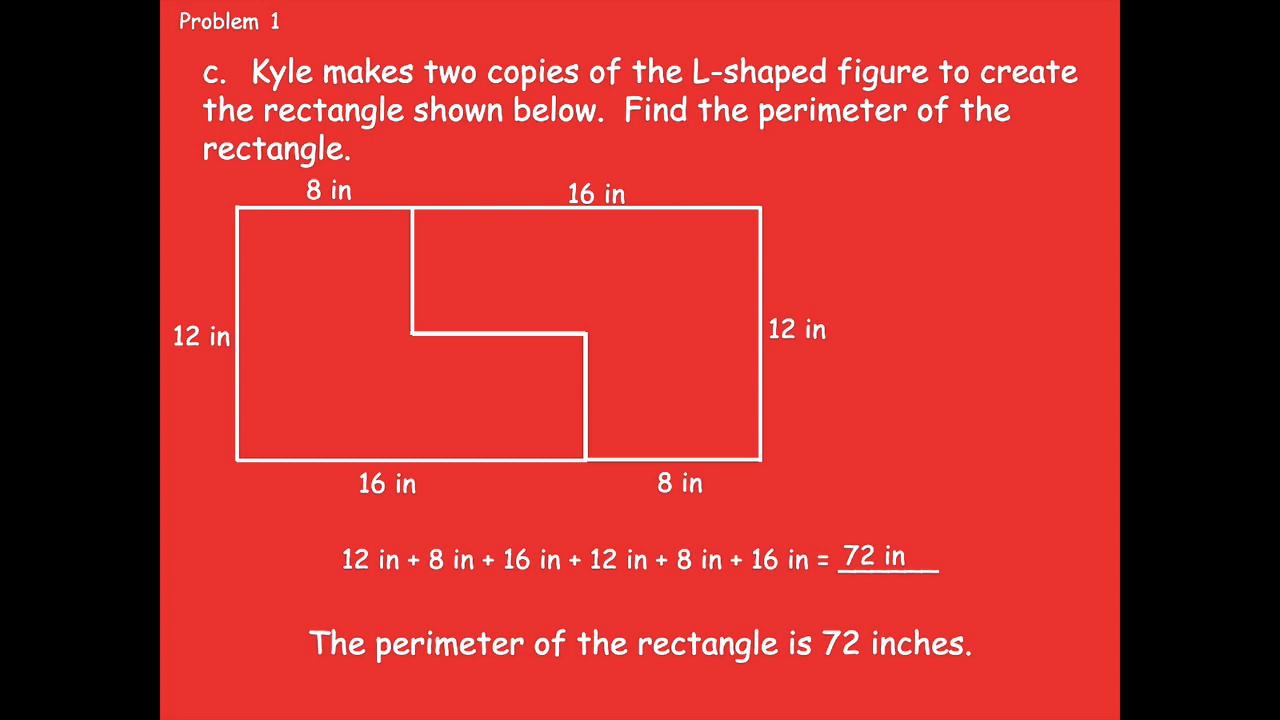 Problem 1
c. Kyle makes two copies of the L-shaped figure to create
the rectangle shown below. Find the perimeter of the
rectangle.
8 in
16 in
12 in
12 in
16 in
8 in
12 in + 8 in + 16 in + 12 in + 8 in + 16 in = 72 in
The perimeter of the rectangle is 72 inches.